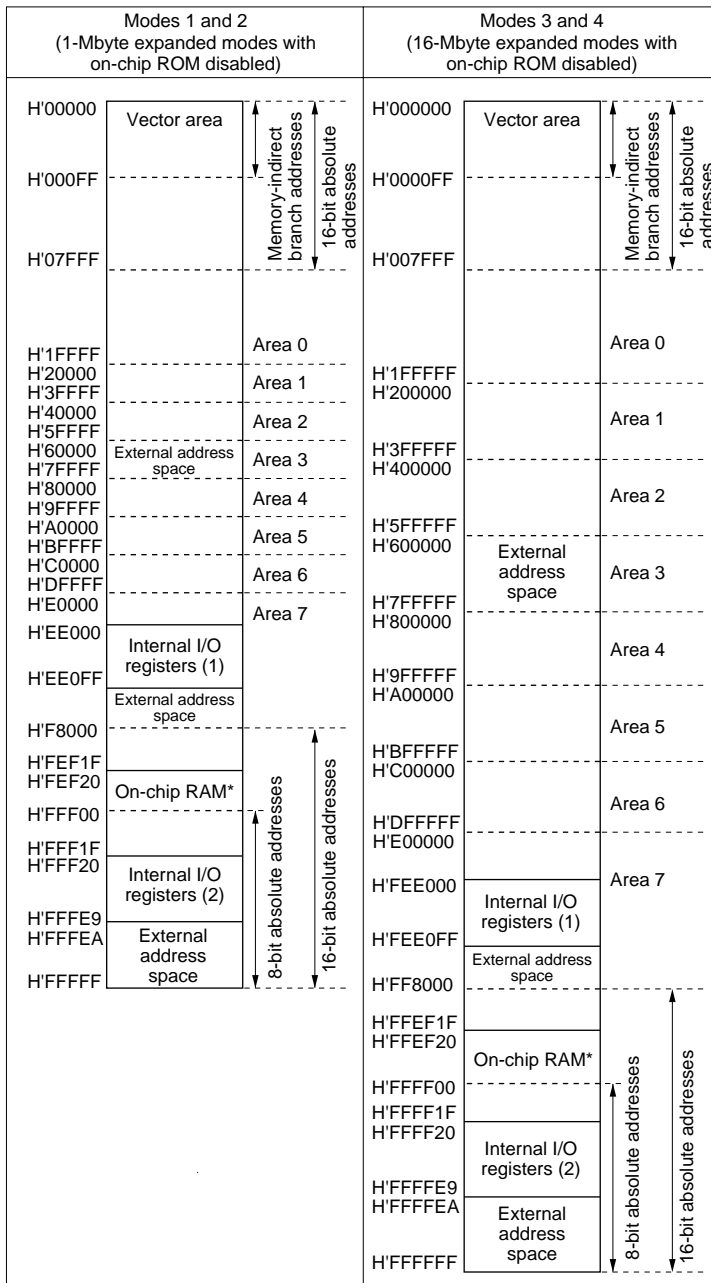 Modes 1 and 2
(1-Mbyte expanded modes with
on-chip ROM disabled)
H'00000
Vector area
H'000FF
H'07FFF
Memory-indirect
branch addresses
16-bit absolute
addresses
H'1FFFF
Area 0
H'20000
H'3FFFF
Area 1
H'40000
H'5FFFF
Area 2
H'60000
H'7FFFF
External address
space
Area 3
H'80000
H'9FFFF
Area 4
H'A0000
H'BFFFF
Area 5
H'C0000
H'DFFFF
Area 6
H'E0000
Area 7
H'EE000
Internal I/O
registers (1)
H'EE0FF
External address
space
H'F8000
H'FEF1F
H'FEF20
On-chip RAM*
H'FFF00
H'FFF1F
H'FFF20
Internal I/O
registers (2)
H'FFFE9
H'FFFEA
External
address
space
H'FFFFF
8-bit absolute addresses
16-bit absolute addresses
Modes 3 and 4
(16-Mbyte expanded modes with
on-chip ROM disabled)
H'000000
Vector area
H'0000FF
H'007FFF
Memory-indirect
branch addresses
16-bit absolute
addresses
Area 0
H'1FFFFF
H'200000
Area 1
H'3FFFFF
H'400000
Area 2
H'5FFFFF
H'600000
External
address
space
Area 3
H'7FFFFF
H'800000
Area 4
H'9FFFFF
H'A00000
Area 5
H'BFFFFF
H'C00000
Area 6
H'DFFFFF
H'E00000
Area 7
H'FEE000
Internal I/O
registers (1)
H'FEE0FF
External address
space
H'FF8000
H'FFEF1F
H'FFEF20
On-chip RAM*
H'FFFF00
H'FFFF1F
H'FFFF20
Internal I/O
registers (2)
H'FFFFE9
H'FFFFEA
External
address
space
H'FFFFFF
8-bit absolute addresses
16-bit absolute addresses